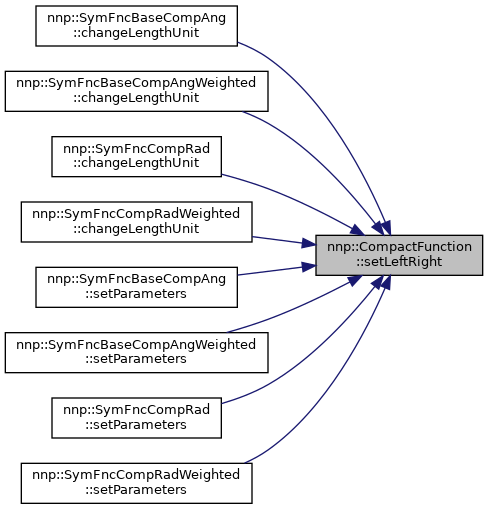 nnp::SymFncBaseCompAng
::changeLengthUnit
nnp::SymFncBaseCompAngWeighted
::changeLengthUnit
nnp::SymFncCompRad
::changeLengthUnit
nnp::SymFncCompRadWeighted
::changeLengthUnit
nnp::CompactFunction
::setLeftRight
nnp::SymFncBaseCompAng
::setParameters
nnp::SymFncBaseCompAngWeighted
::setParameters
nnp::SymFncCompRad
::setParameters
nnp::SymFncCompRadWeighted
::setParameters